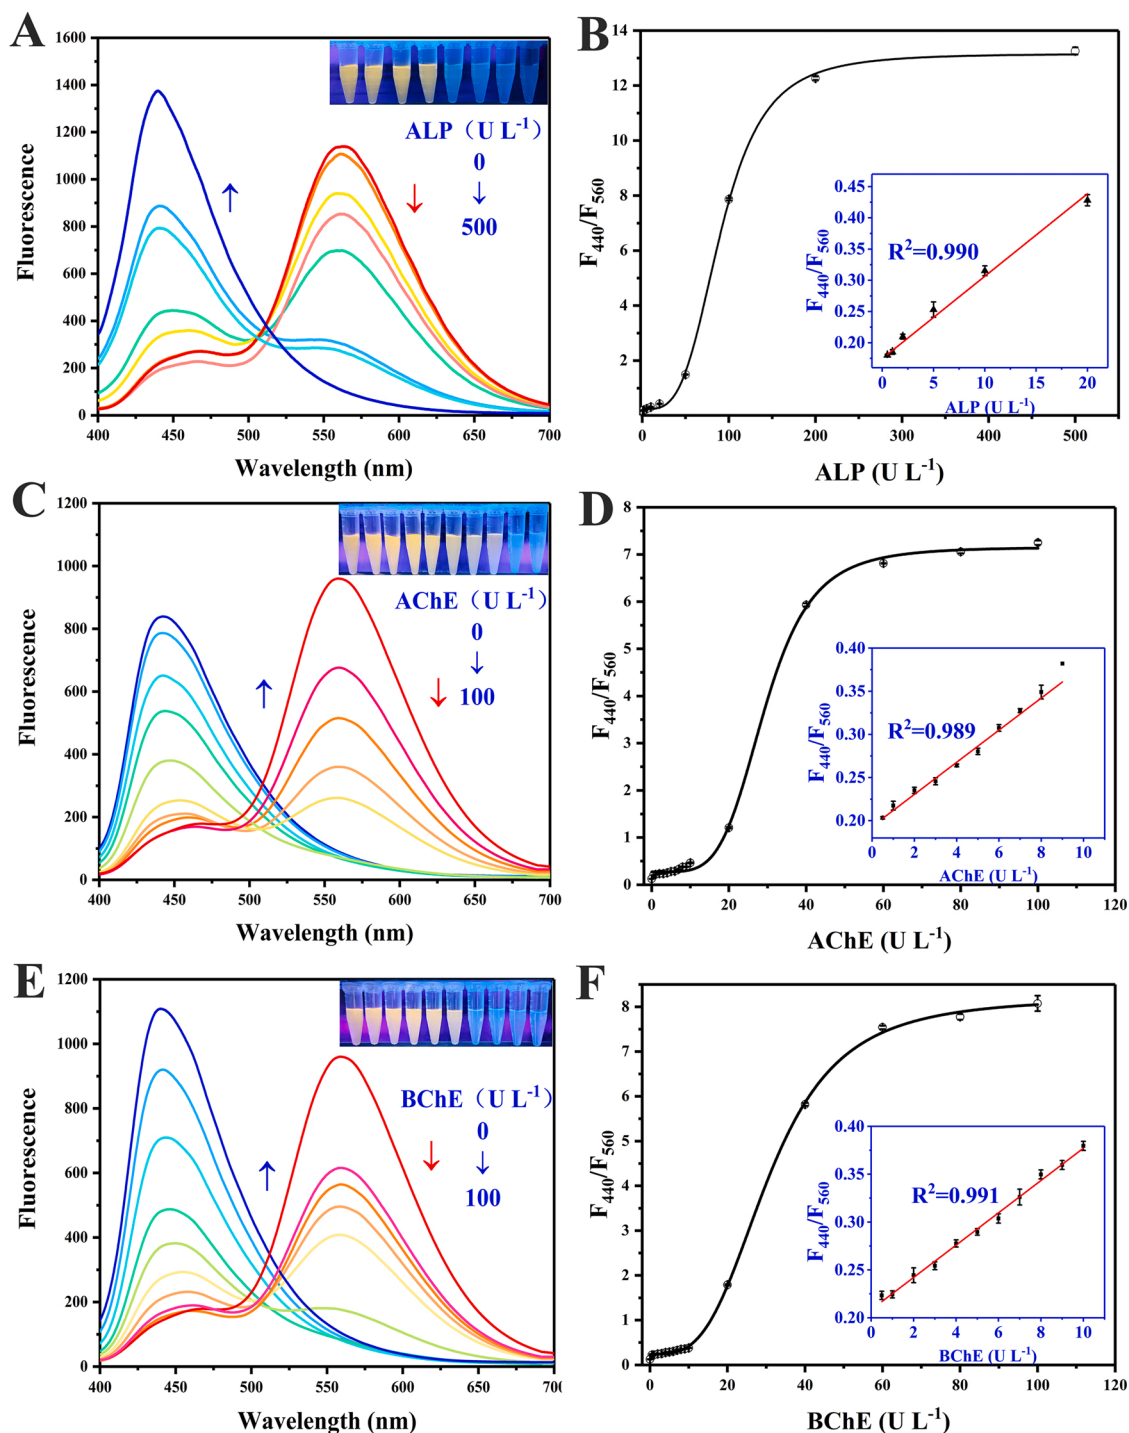 A
Fluorescence
1600
1400
1200
1000
800
600
400
200
0
ALP（U L⁻¹）
0
↓
500
↑
↓
400 450 500 550 600 650 700
Wavelength (nm)
B
F₄₄₀/F₅₆₀
14
12
10
8
6
4
2
0 100 200 300 400 500
ALP (U L⁻¹)
F₄₄₀/F₅₆₀
0.45
0.40
0.35
0.30
0.25
0.20
R²=0.990
0 5 10 15 20
ALP (U L⁻¹)
C
Fluorescence
1200
1000
800
600
400
200
0
AChE（U L⁻¹）
0
↓
100
↑
↓
400 450 500 550 600 650 700
Wavelength (nm)
D
F₄₄₀/F₅₆₀
8
7
6
5
4
3
2
1
0
0 20 40 60 80 100 120
AChE (U L⁻¹)
F₄₄₀/F₅₆₀
0.40
0.35
0.30
0.25
0.20
R²=0.989
0 2 4 6 8 10
AChE (U L⁻¹)
E
Fluorescence
1200
1000
800
600
400
200
0
BChE（U L⁻¹）
0
↓
100
↑
↓
400 450 500 550 600 650 700
Wavelength (nm)
F
F₄₄₀/F₅₆₀
8
7
6
5
4
3
2
1
0
0 20 40 60 80 100 120
BChE (U L⁻¹)
F₄₄₀/F₅₆₀
0.40
0.35
0.30
0.25
0.20
R²=0.991
0 2 4 6 8 10
BChE (U L⁻¹)